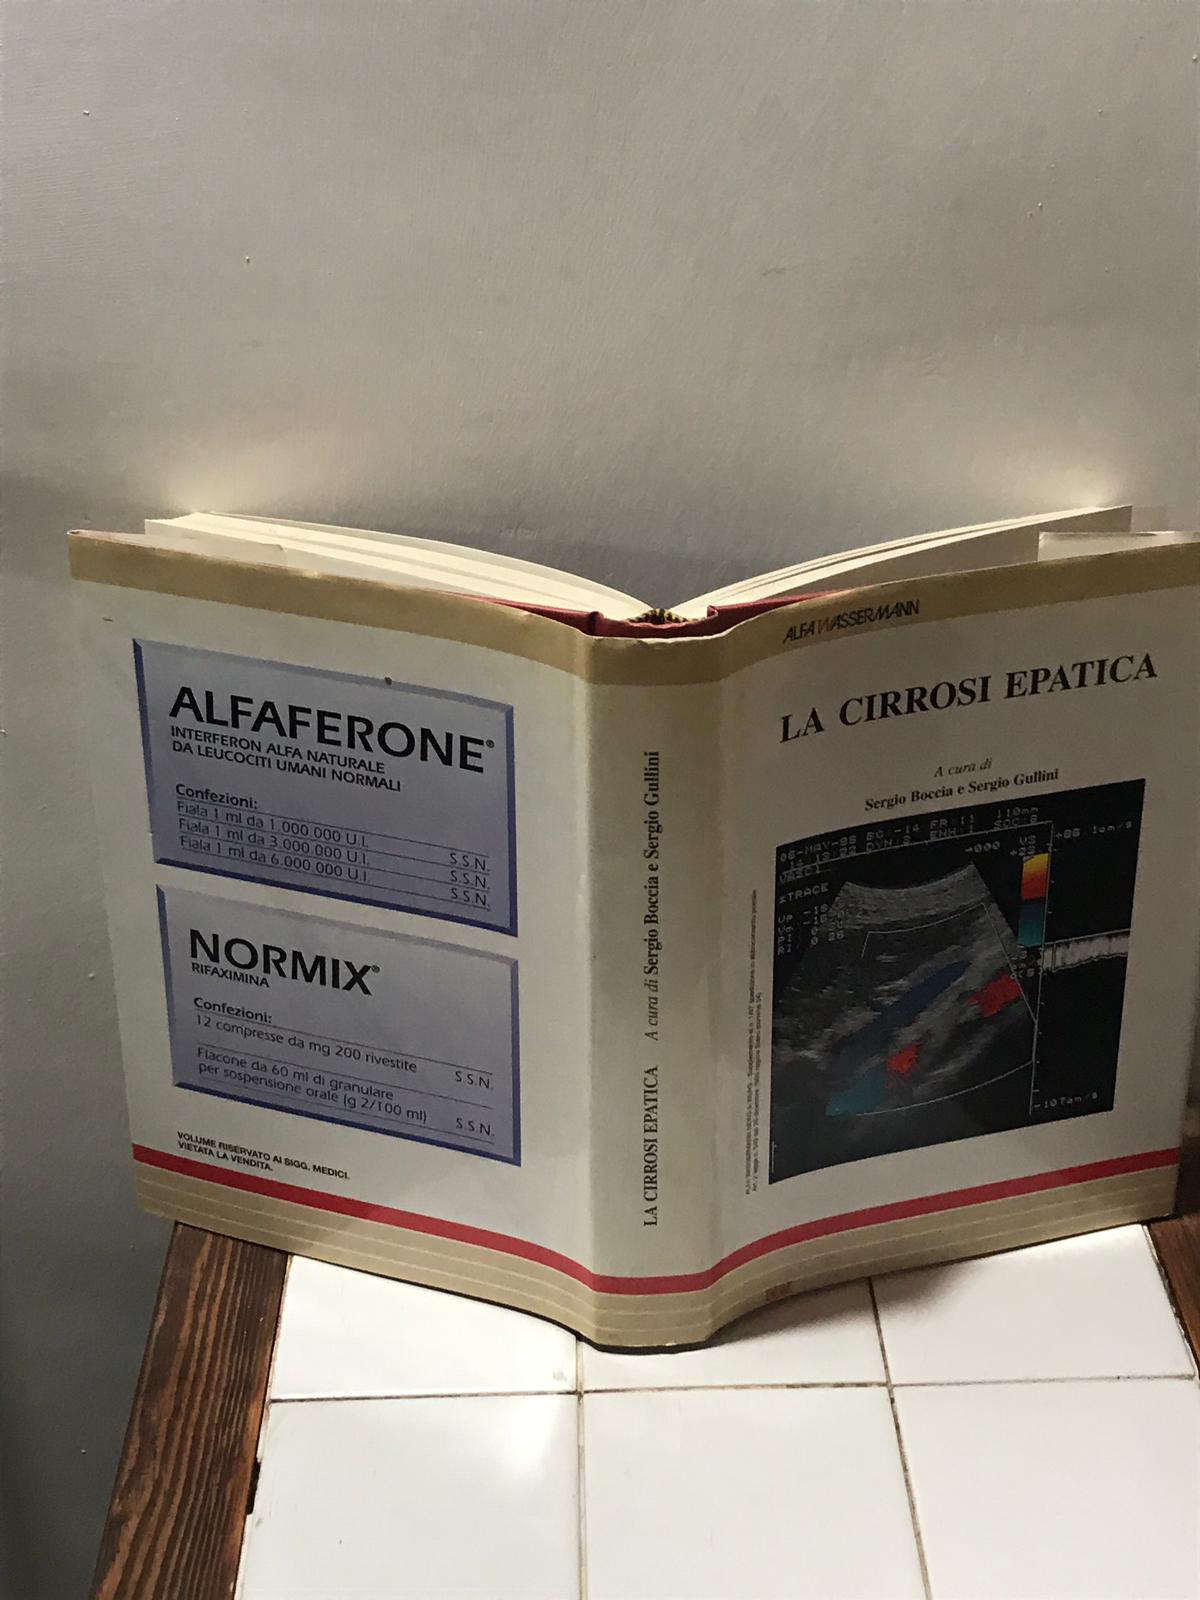 ALFAFERONE®
INTERFERON ALFA NATURALE
DA LEUCOCITI UMANI NORMALI
Confezioni:
Fiala 1 ml da 1.000.000 U.I. S.S.N.
Fiala 1 ml da 3.000.000 U.I. S.S.N.
Fiala 1 ml da 6.000.000 U.I. S.S.N.
NORMIX®
RIFAXIMINA
Confezioni:
12 compresse da mg 200 rivestite S.S.N.
Flacone da 60 ml di granulare
per sospensione orale (g 2/100 ml) S.S.N.
VOLUME RISERVATO AI SIGG. MEDICI.
VIETATA LA VENDITA.
LA CIRROSI EPATICA A cura di Sergio Boccia e Sergio Gullini
ALFA WASSERMANN
LA CIRROSI EPATICA
A cura di
Sergio Boccia e Sergio Gullini
110mm
+000
*TRACE